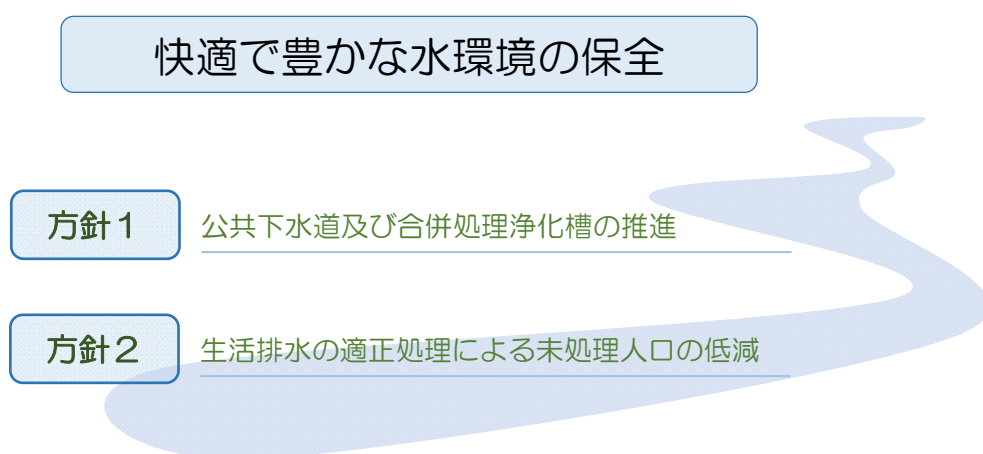 快適で豊かな水環境の保全
方針１
公共下水道及び合併処理浄化槽の推進
方針２
生活排水の適正処理による未処理人口の低減